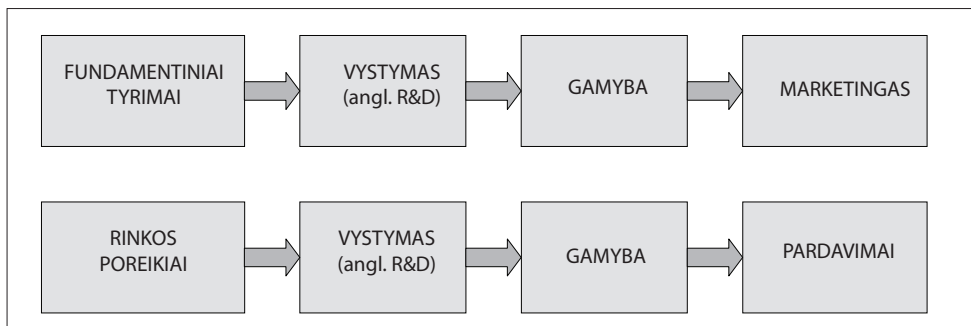 FUNDAMENTINIAI
TYRIMAI
VYSTYMAS
(angl. R&D)
GAMYBA
MARKETINGAS
RINKOS
POREIKIAI
VYSTYMAS
(angl. R&D)
GAMYBA
PARDAVIMAI